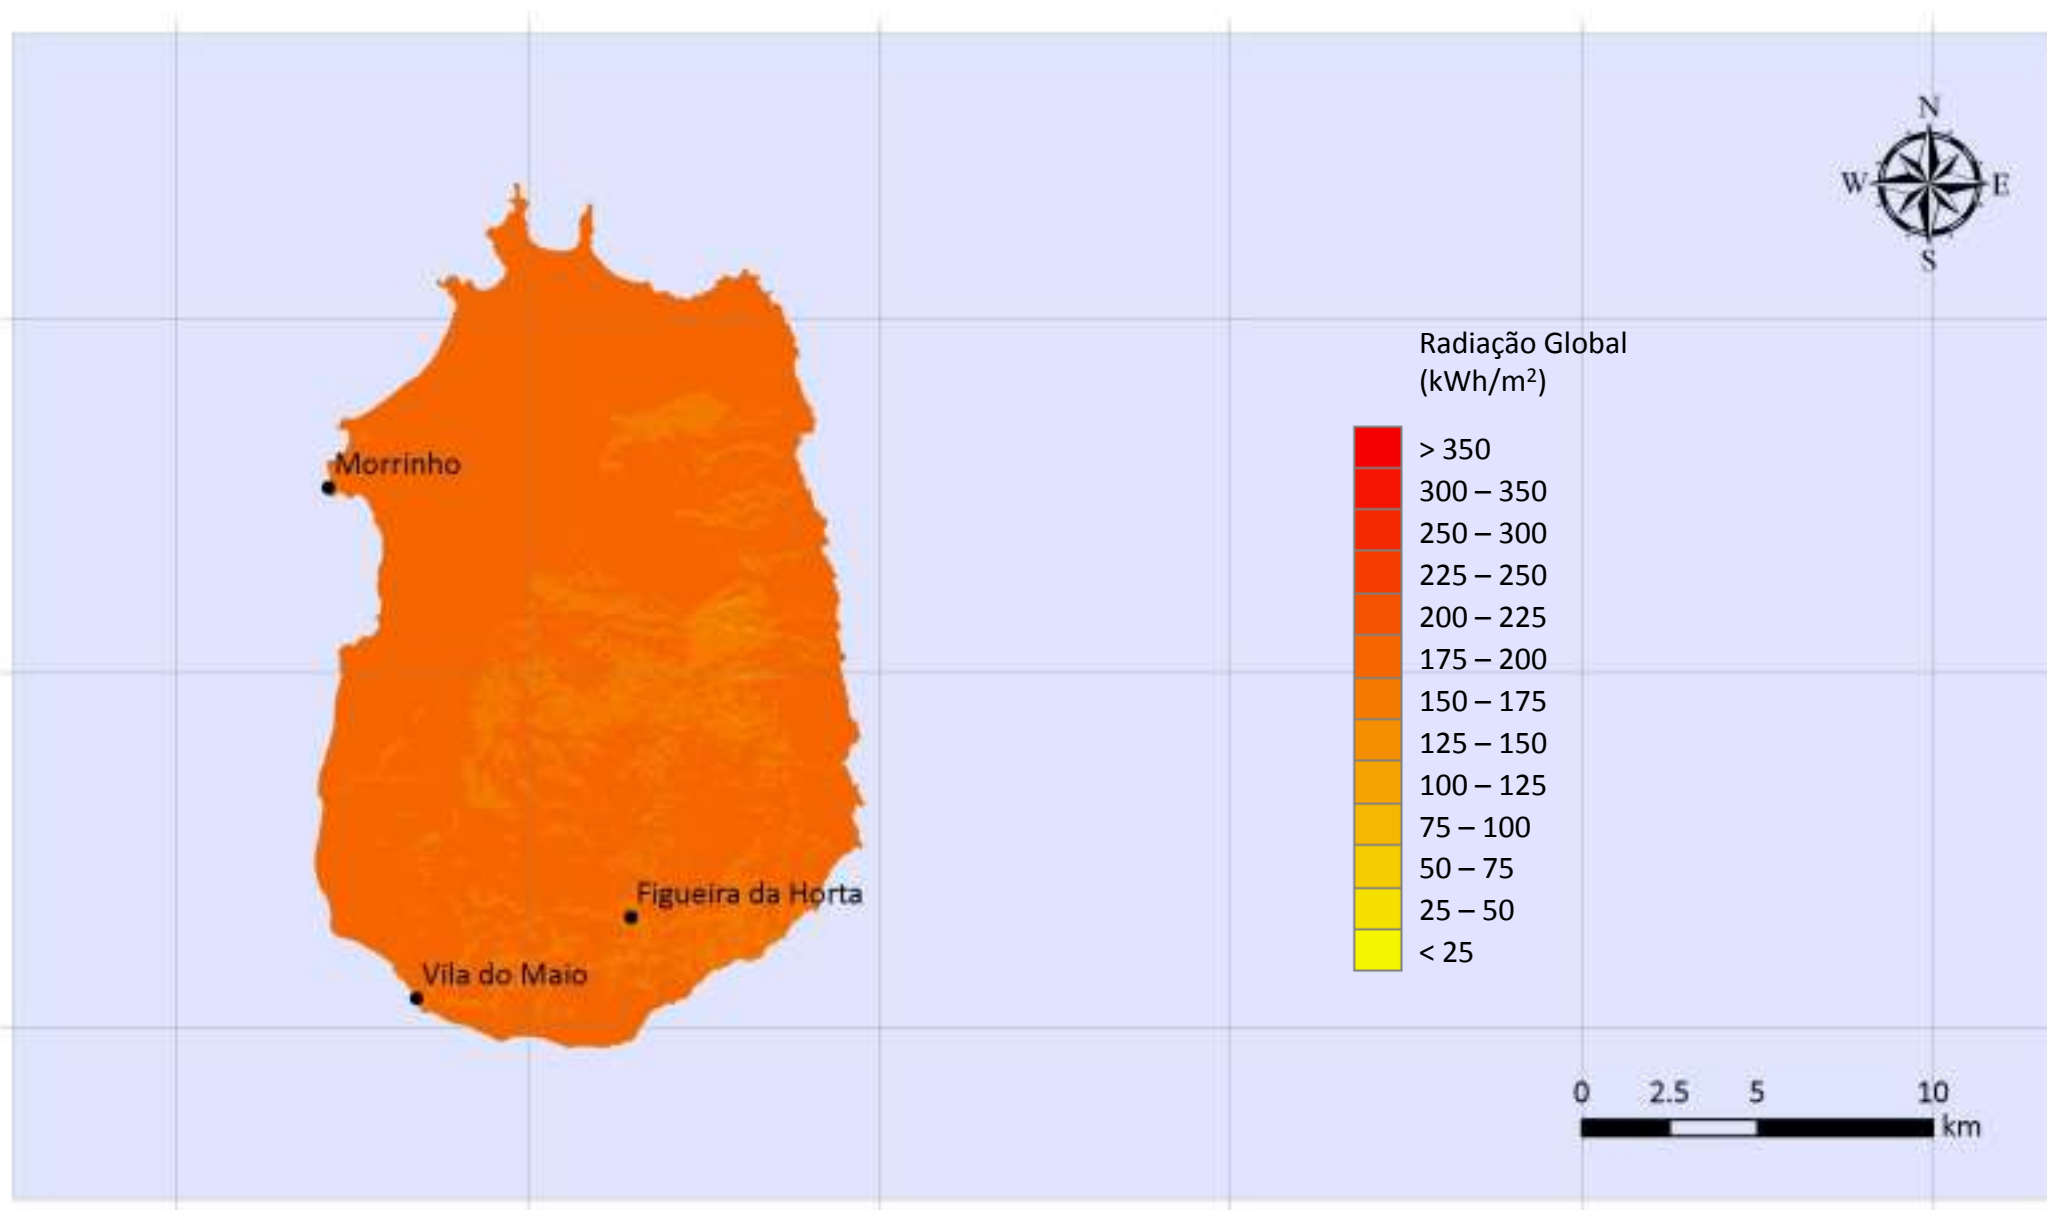 N
W E
S
Radiação Global
(kWh/m²)
> 350
300 – 350
250 – 300
225 – 250
200 – 225
175 – 200
150 – 175
125 – 150
100 – 125
75 – 100
50 – 75
25 – 50
< 25
Morrinho
Figueira da Horta
Vila do Maio
0 2.5 5 10
km